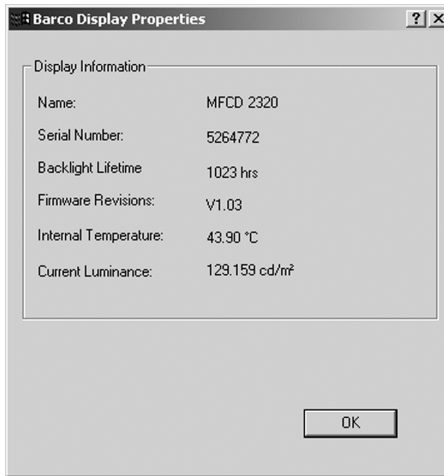 Barco Display Properties
Display Information
Name: MFCD 2320
Serial Number: 5264772
Backlight Lifetime 1023 hrs
Firmware Revisions: V1.03
Internal Temperature: 43.90 °C
Current Luminance: 129.159 cd/m²
OK